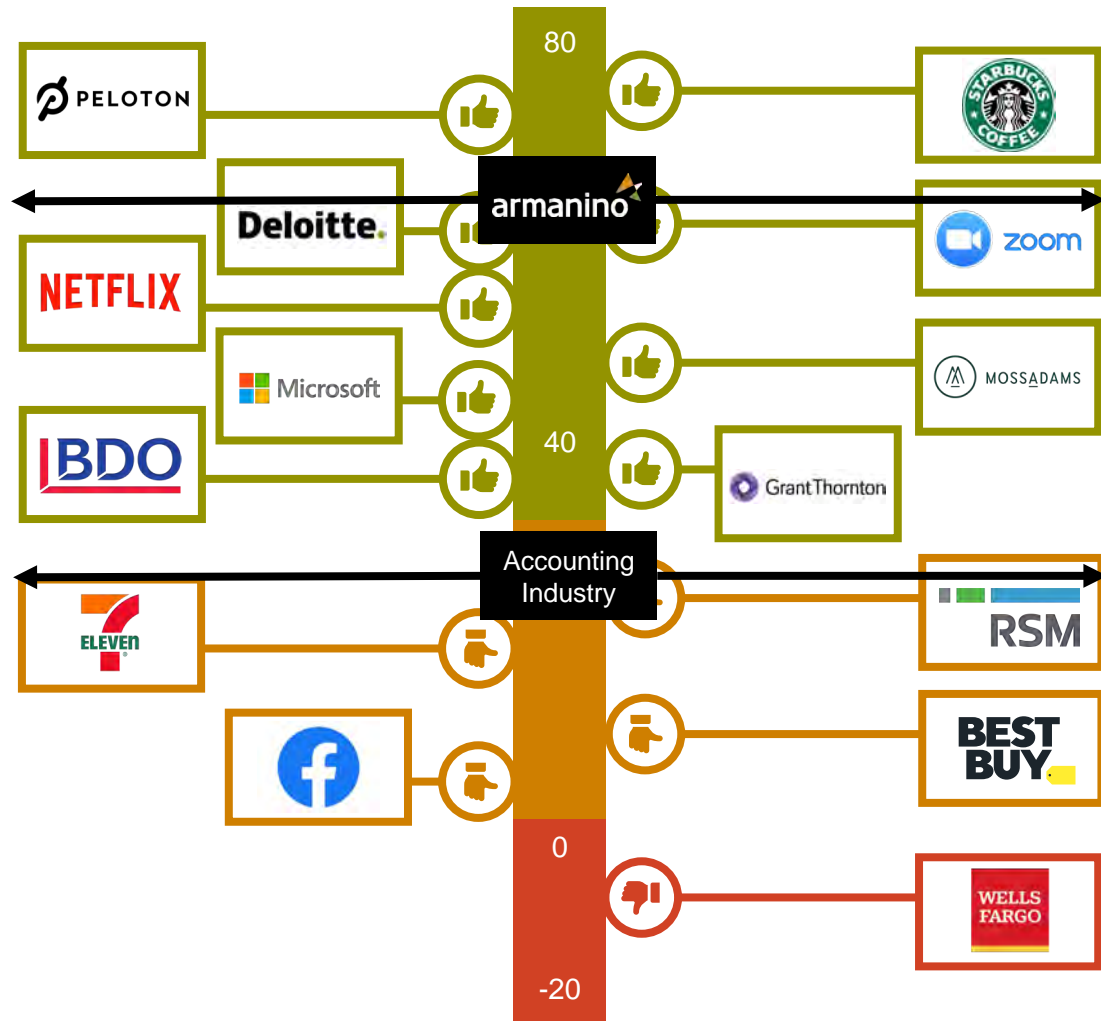 80
PELOTON
STARBUCKS
COFFEE
armanino
Deloitte.
zoom
NETFLIX
Microsoft
MOSSADAMS
BDO
40
GrantThornton
Accounting
Industry
7
ELEVEn
®
RSM
f
BEST
BUY
0
WELLS
FARGO
-20